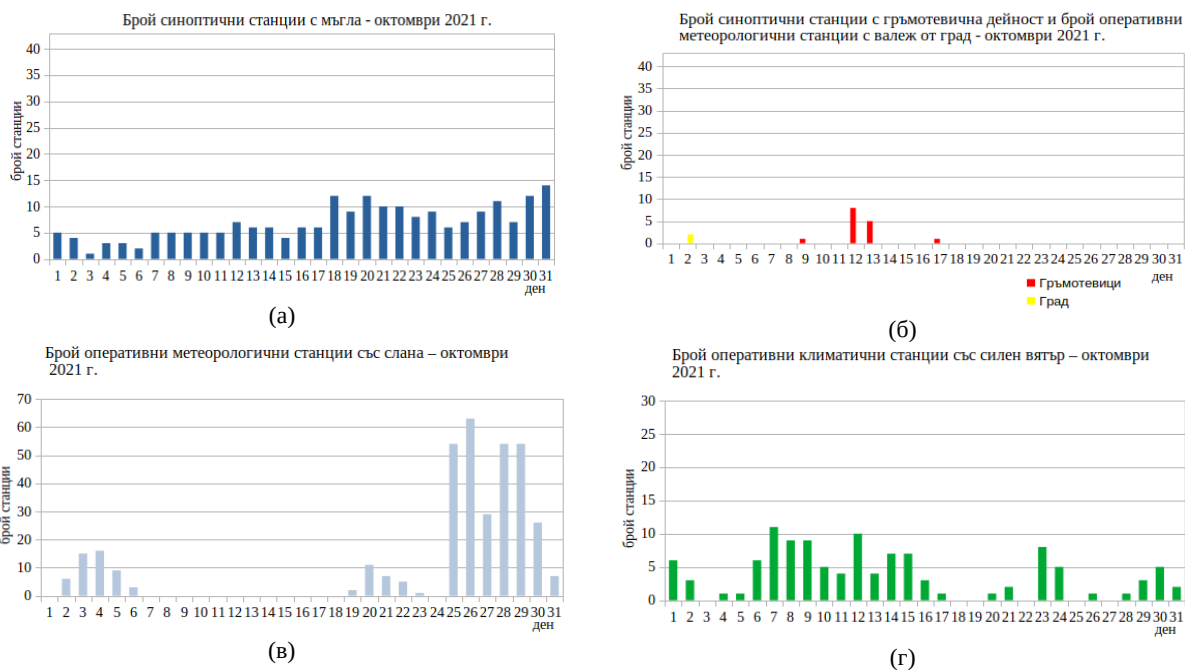 Брой синоптични станции с мъгла - октомври 2021 г.
40
35
30
25
20
15
10
5
0
брой станции
1 2 3 4 5 6 7 8 9 10 11 12 13 14 15 16 17 18 19 20 21 22 23 24 25 26 27 28 29 30 31
ден
(а)
Брой синоптични станции с гръмотевична дейност и брой оперативни
метеорологични станции с валеж от град - октомври 2021 г.
40
35
30
25
20
15
10
5
0
брой станции
1 2 3 4 5 6 7 8 9 10 11 12 13 14 15 16 17 18 19 20 21 22 23 24 25 26 27 28 29 30 31
ден
Гръмотевици
Град
(б)
Брой оперативни метеорологични станции със слана – октомври
2021 г.
70
60
50
40
30
20
10
0
брой станции
1 2 3 4 5 6 7 8 9 10 11 12 13 14 15 16 17 18 19 20 21 22 23 24 25 26 27 28 29 30 31
ден
(в)
Брой оперативни климатични станции със силен вятър – октомври
2021 г.
30
25
20
15
10
5
0
брой станции
1 2 3 4 5 6 7 8 9 10 11 12 13 14 15 16 17 18 19 20 21 22 23 24 25 26 27 28 29 30 31
ден
(г)